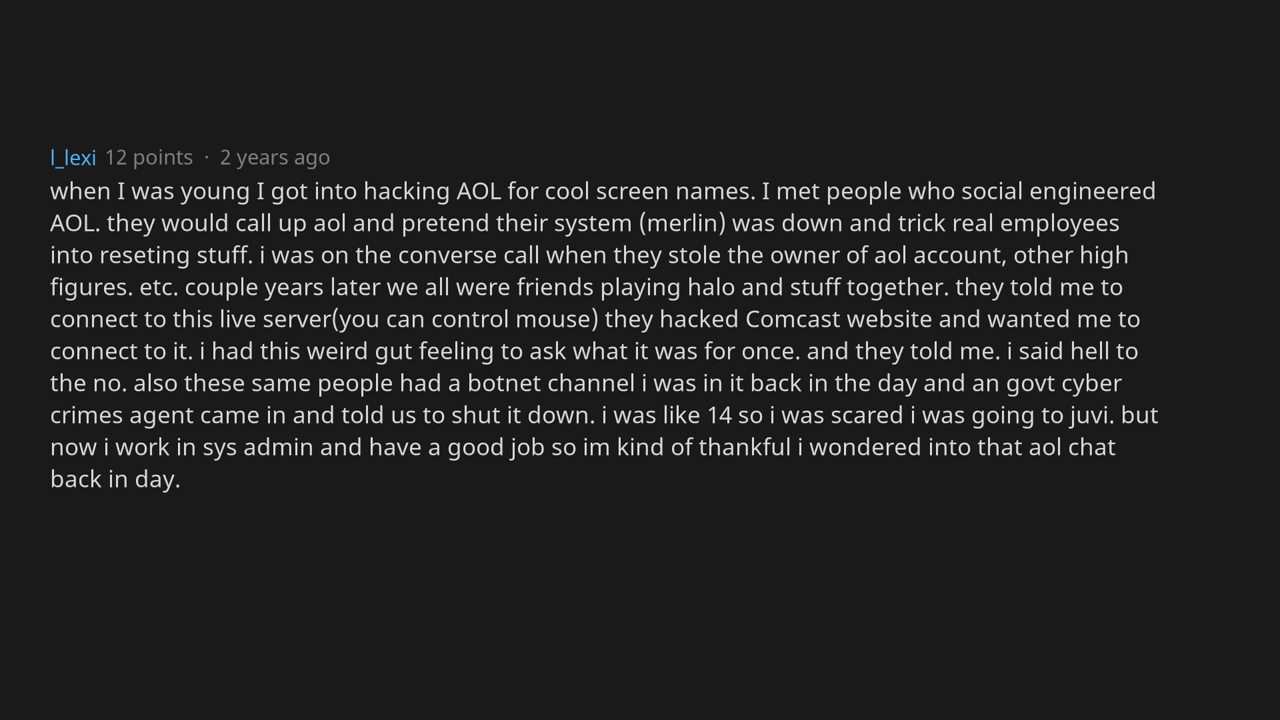 l_lexi 12 points · 2 years ago
when I was young I got into hacking AOL for cool screen names. I met people who social engineered
AOL. they would call up aol and pretend their system (merlin) was down and trick real employees
into reseting stuff. i was on the converse call when they stole the owner of aol account, other high
figures. etc. couple years later we all were friends playing halo and stuff together. they told me to
connect to this live server(you can control mouse) they hacked Comcast website and wanted me to
connect to it. i had this weird gut feeling to ask what it was for once. and they told me. i said hell to
the no. also these same people had a botnet channel i was in it back in the day and an govt cyber
crimes agent came in and told us to shut it down. i was like 14 so i was scared i was going to juvi. but
now i work in sys admin and have a good job so im kind of thankful i wondered into that aol chat
back in day.